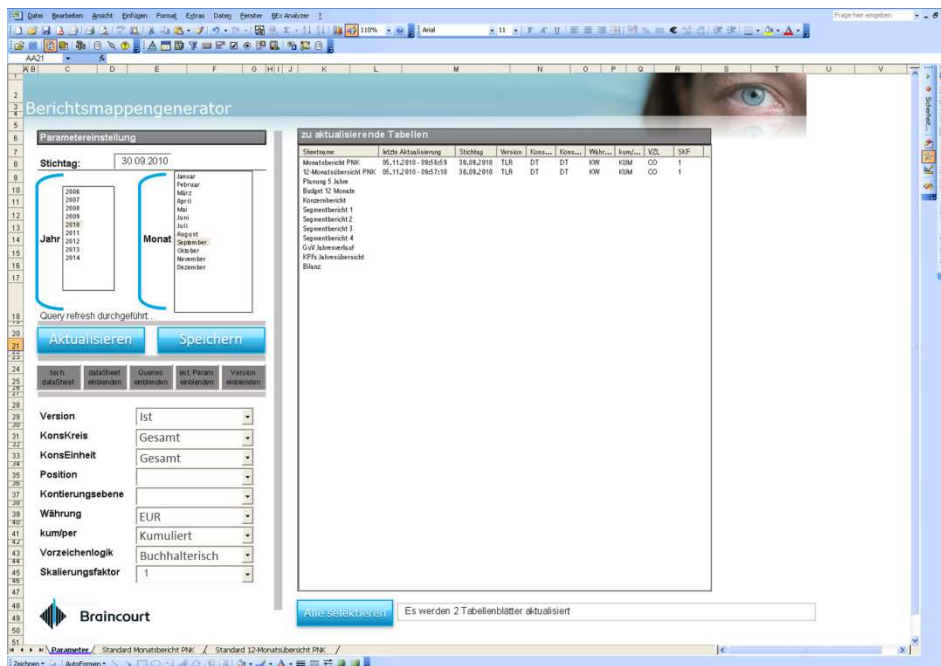 Datei Bearbeiten Ansicht Einfügen Format Extras Daten Fenster BEx Analyzer ?
Frage hier eingeben
110% Arial 11
AA21 fx
A B C D E F G H I J K L M N O P Q R S T U V
Berichtsmappengenerator
Sicherheit...
Parametereinstellung
Stichtag: 30.09.2010
Jahr
2006
2007
2008
2009
2010
2011
2012
2013
2014
Monat
Januar
Februar
März
April
Mai
Juni
Juli
August
September
Oktober
November
Dezember
Query refresh durchgeführt...
Aktualisieren Speichern
tech. dataSheet
dataSheet einblenden
Queries einblenden
ext. Param einblenden
Version einblenden
Version Ist
KonsKreis Gesamt
KonsEinheit Gesamt
Position
Kontierungsebene
Währung EUR
kum/per Kumuliert
Vorzeichenlogik Buchhalterisch
Skalierungsfaktor 1
Braincourt
zu aktualisierende Tabellen
Sheetname letzte Aktualisierung Stichtag Version Kons... Kons... Währ... kum/... VZL SKF
Monatsbericht PNK 05.11.2010 - 09:56:59 30.09.2010 TLR DT DT KW KUM CO 1
12-Monatsübersicht PNK 05.11.2010 - 09:57:10 30.09.2010 TLR DT DT KW KUM CO 1
Planung 5 Jahre
Budget 12 Monate
Konzernbericht
Segmentbericht 1
Segmentbericht 2
Segmentbericht 3
Segmentbericht 4
GuV Jahresverlauf
KPI's Jahresübersicht
Bilanz
Alle selektieren Es werden 2 Tabellenblätter aktualisiert
Parameter / Standard Monatsbericht PNK / Standard 12-Monatsübersicht PNK /
Zeichnen AutoFormen